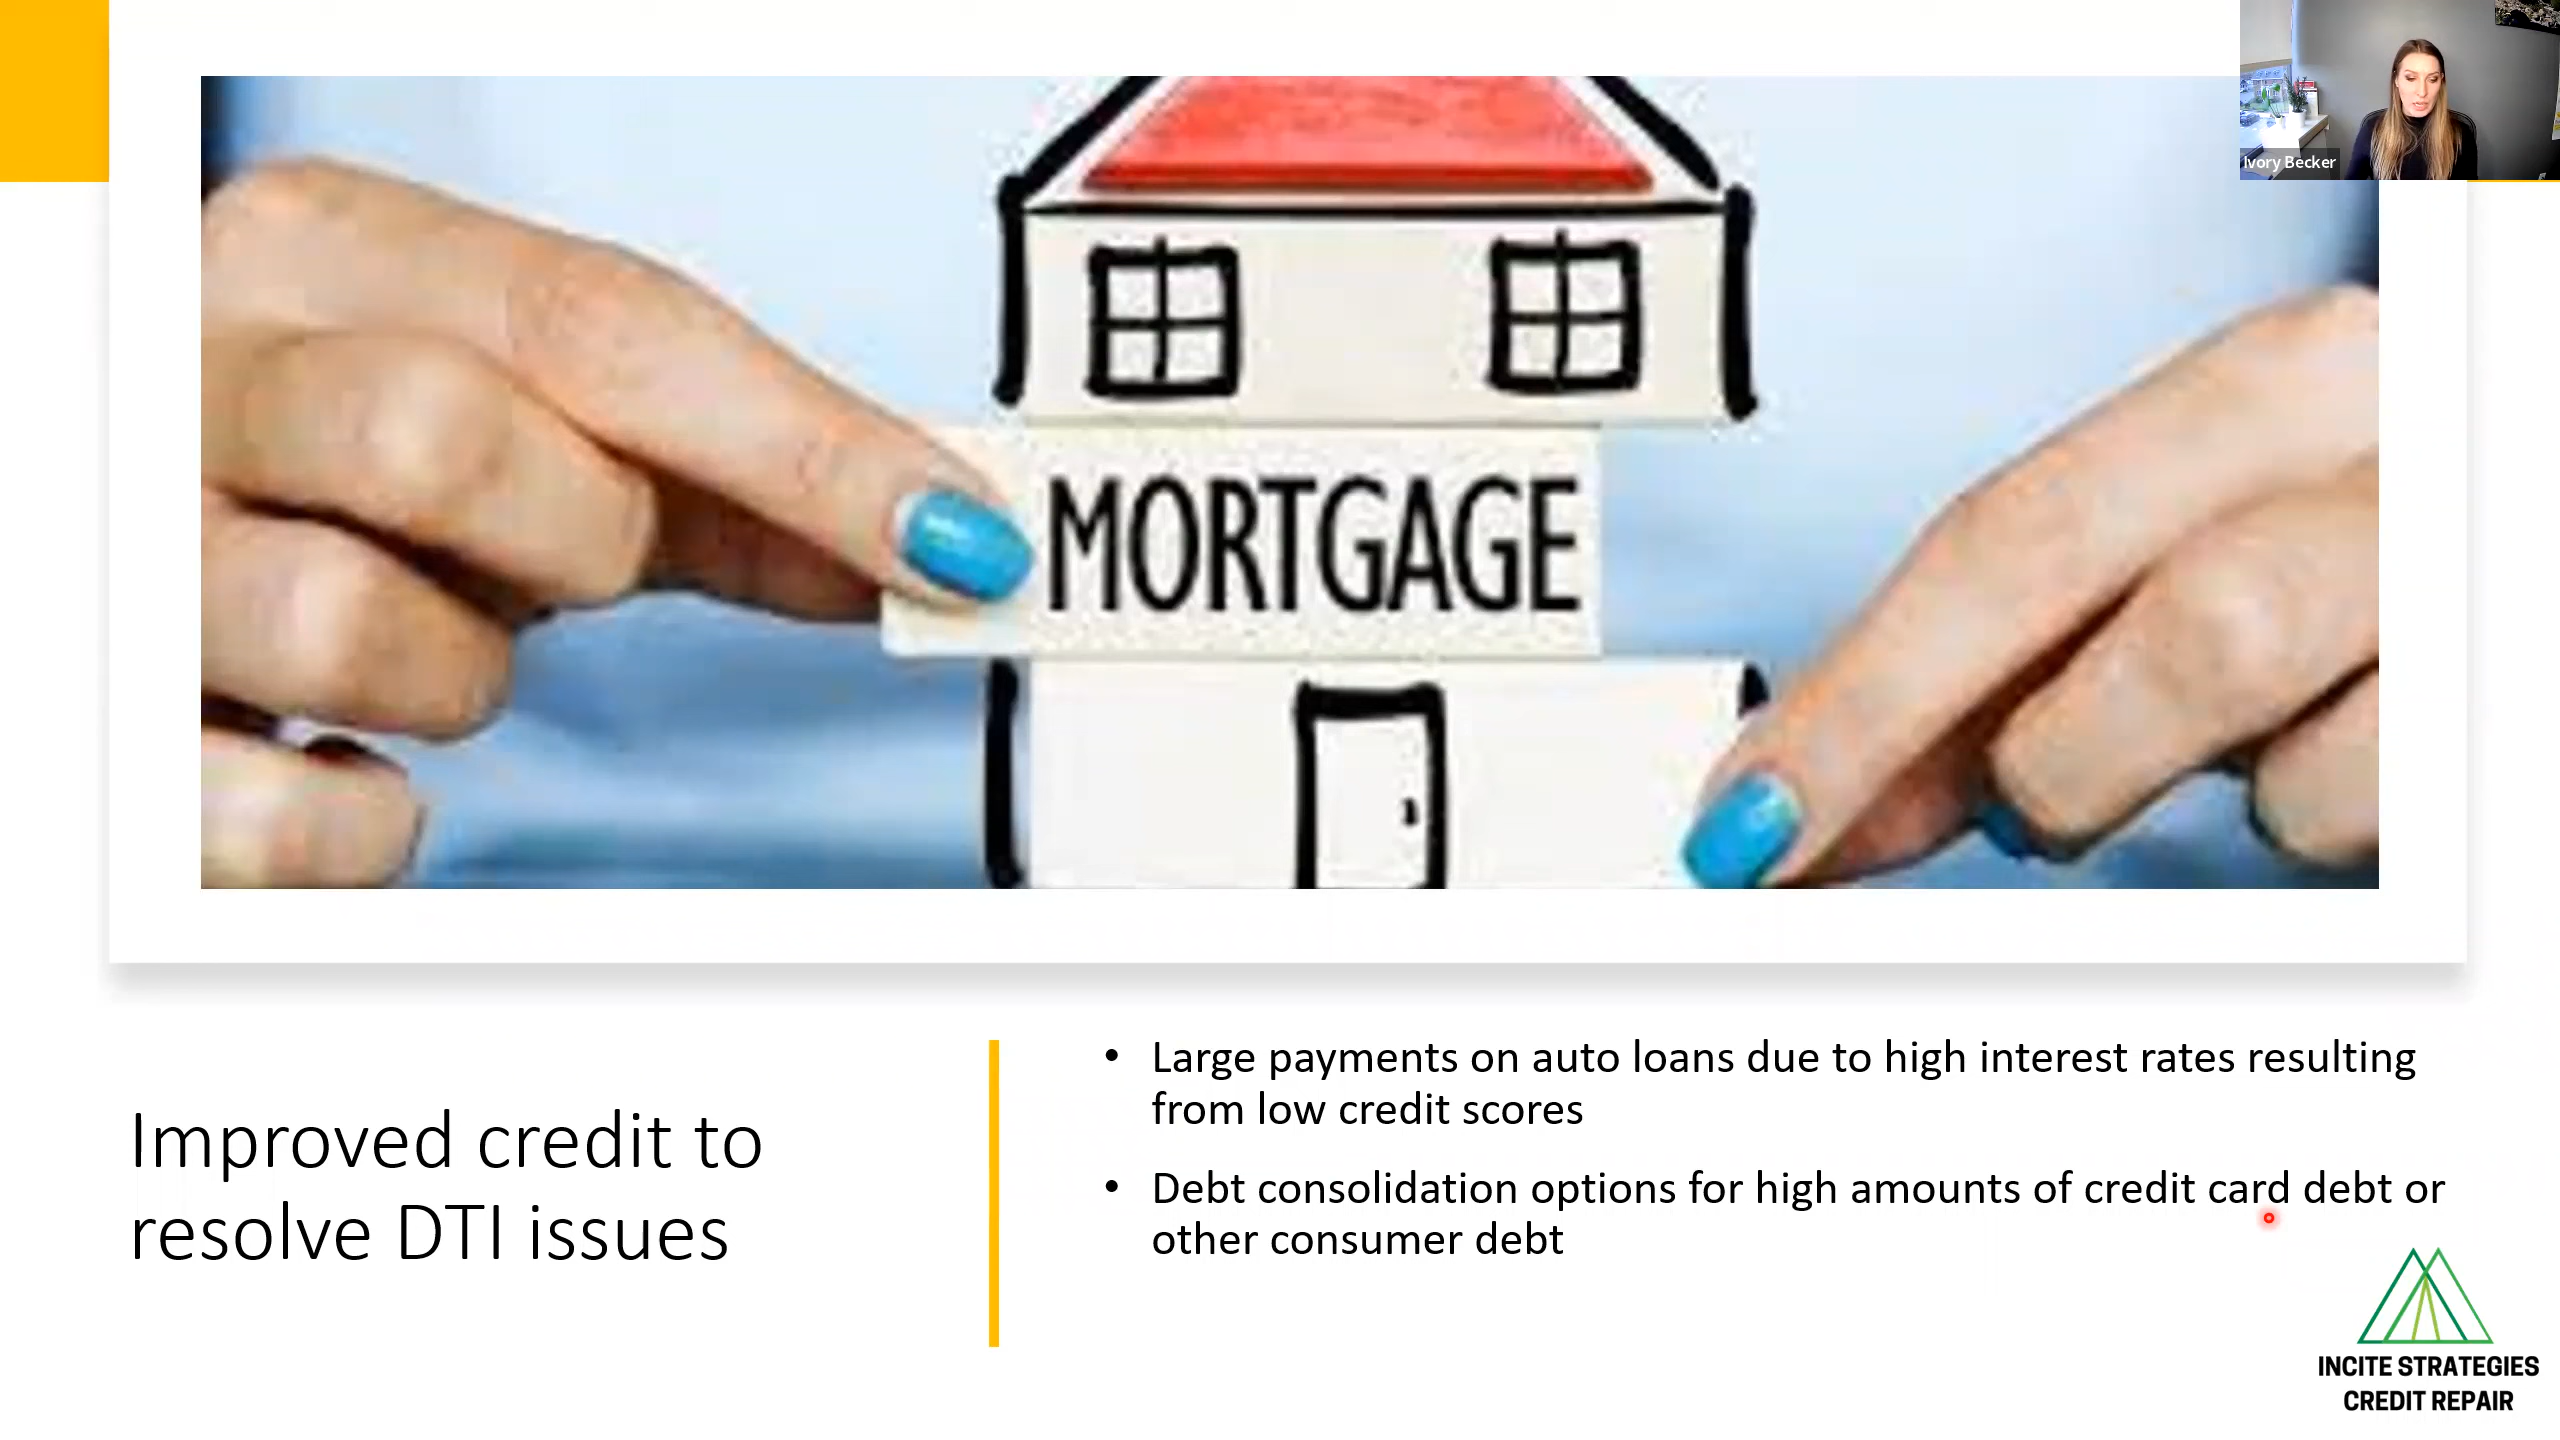 Ivory Becker
MORTGAGE
Improved credit to
resolve DTI issues
• Large payments on auto loans due to high interest rates resulting
from low credit scores
• Debt consolidation options for high amounts of credit card debt or
other consumer debt
INCITE STRATEGIES
CREDIT REPAIR